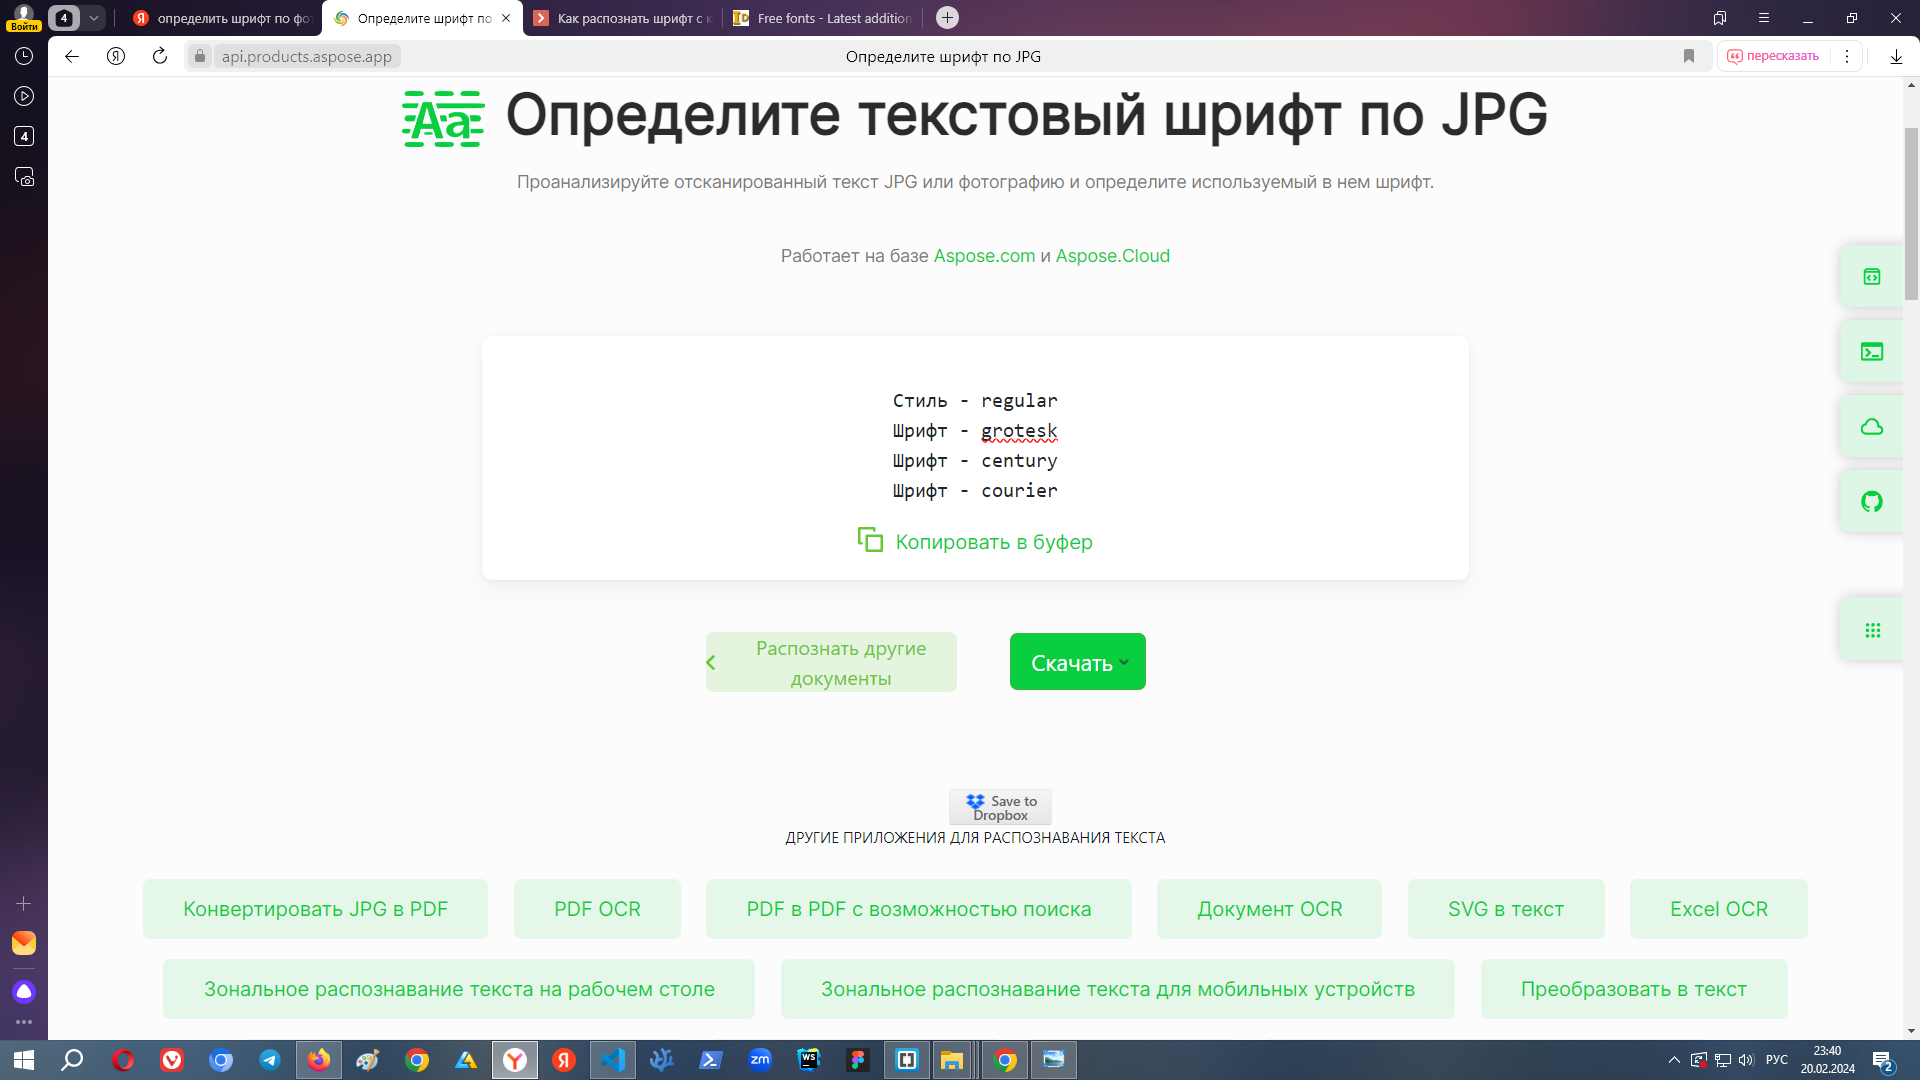 4
определить шрифт по фо
Определите шрифт по
Как распознать шрифт с к
Free fonts - Latest addition
Войти
api.products.aspose.app
Определите шрифт по JPG
пересказать
4
Aa
Определите текстовый шрифт по JPG
Проанализируйте отсканированный текст JPG или фотографию и определите используемый в нем шрифт.
Работает на базе Aspose.com и Aspose.Cloud
Стиль - regular
Шрифт - grotesk
Шрифт - century
Шрифт - courier
Копировать в буфер
Распознать другие
документы
Скачать
Save to
Dropbox
ДРУГИЕ ПРИЛОЖЕНИЯ ДЛЯ РАСПОЗНАВАНИЯ ТЕКСТА
Конвертировать JPG в PDF
PDF OCR
PDF в PDF с возможностью поиска
Документ OCR
SVG в текст
Excel OCR
Зональное распознавание текста на рабочем столе
Зональное распознавание текста для мобильных устройств
Преобразовать в текст
zm
WS
РУС
23:40
20.02.2024
2